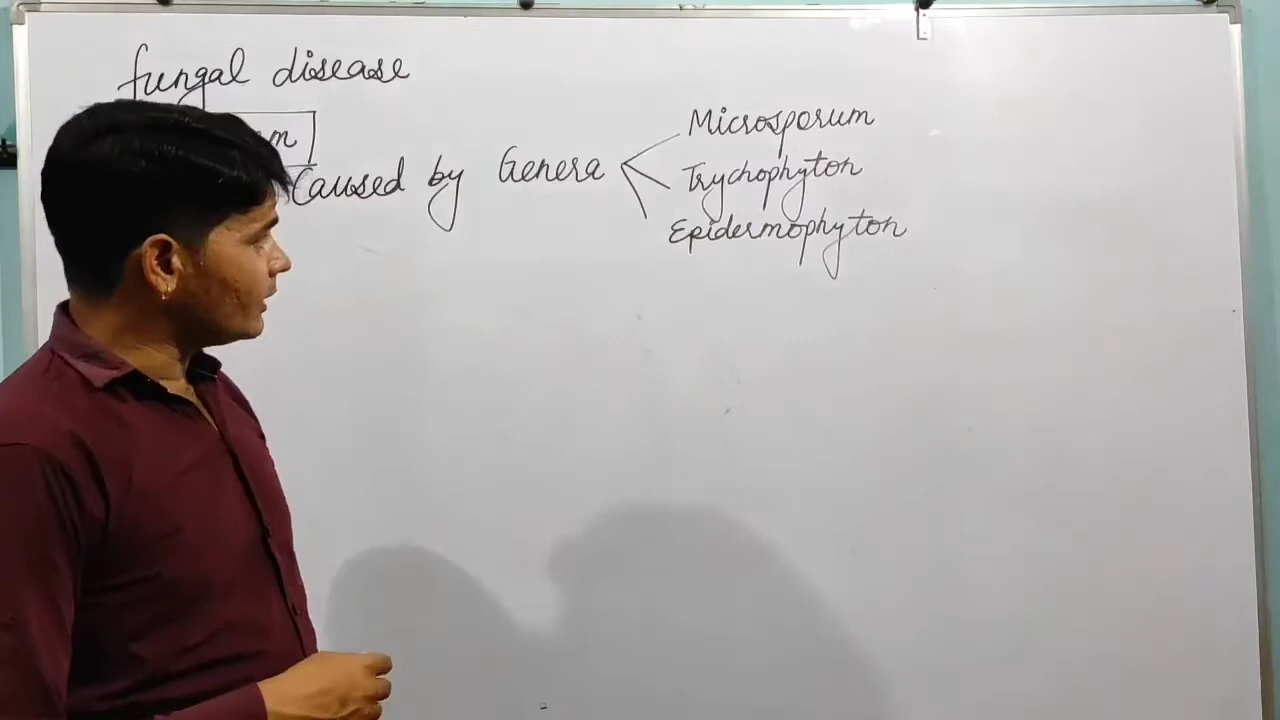 fungal disease
Caused by Genera
Microsporum
Trychophyton
Epidermophyton